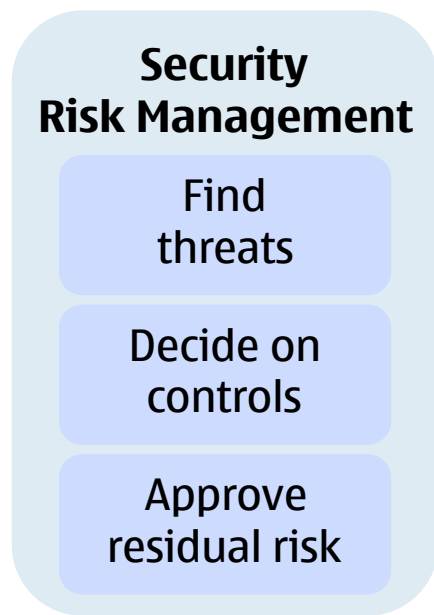 Security
Risk Management
Find
threats
Decide on
controls
Approve
residual risk